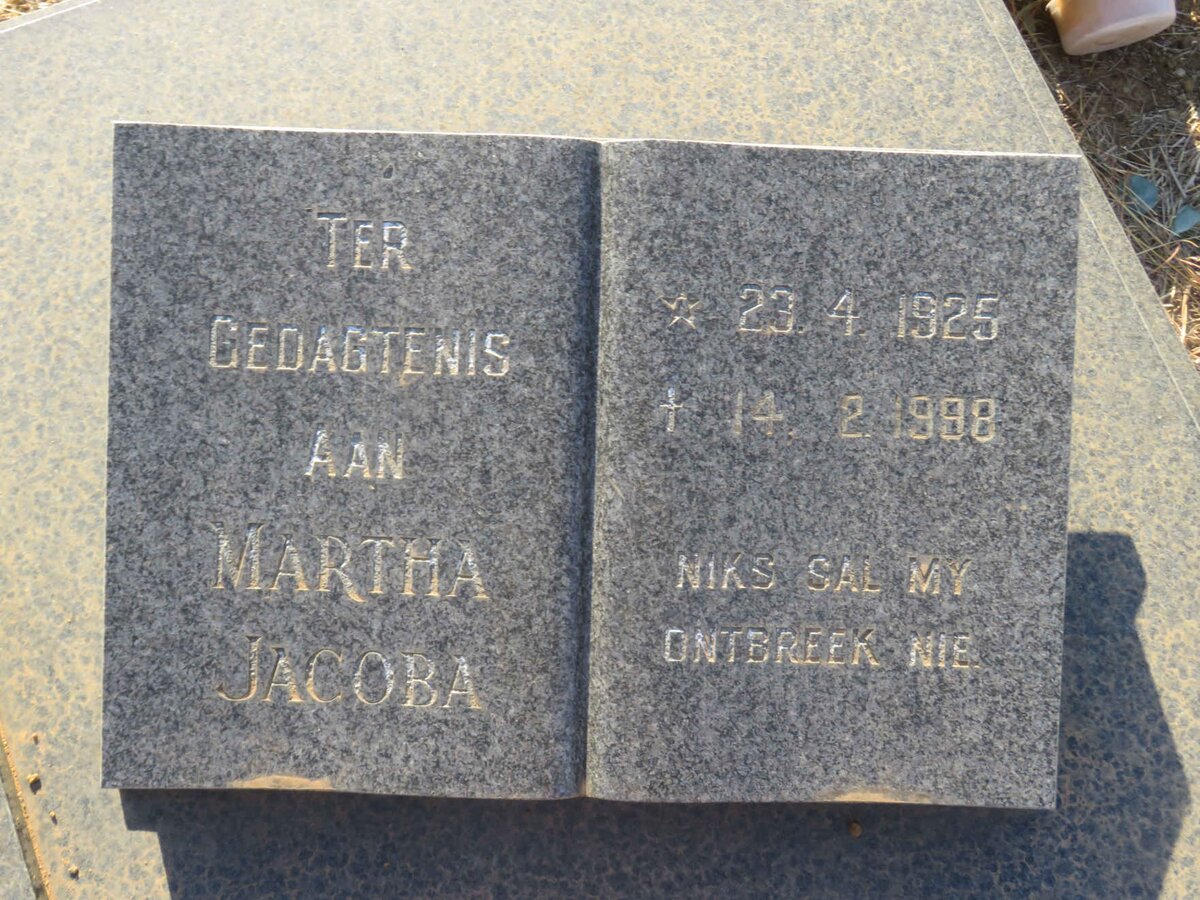 TER
GEDAGTENIS
AAN
MARTHA
JACOBA
☆ 23. 4. 1925
† 14. 2. 1998
NIKS SAL MY
ONTBREEK NIE.